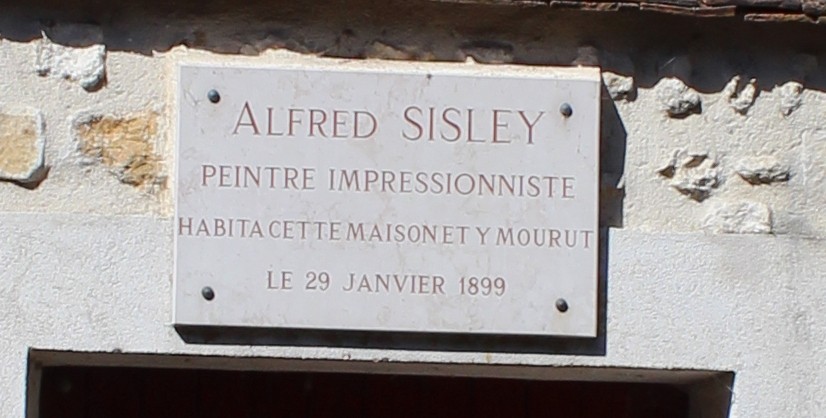 ALFRED SISLEY
PEINTRE IMPRESSIONNISTE
HABITA CETTE MAISON ET Y MOURUT
LE 29 JANVIER 1899